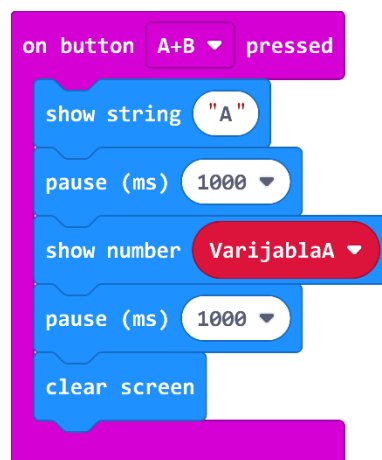 on button A+B pressed
show string "A"
pause (ms) 1000
show number VarijablaA
pause (ms) 1000
clear screen